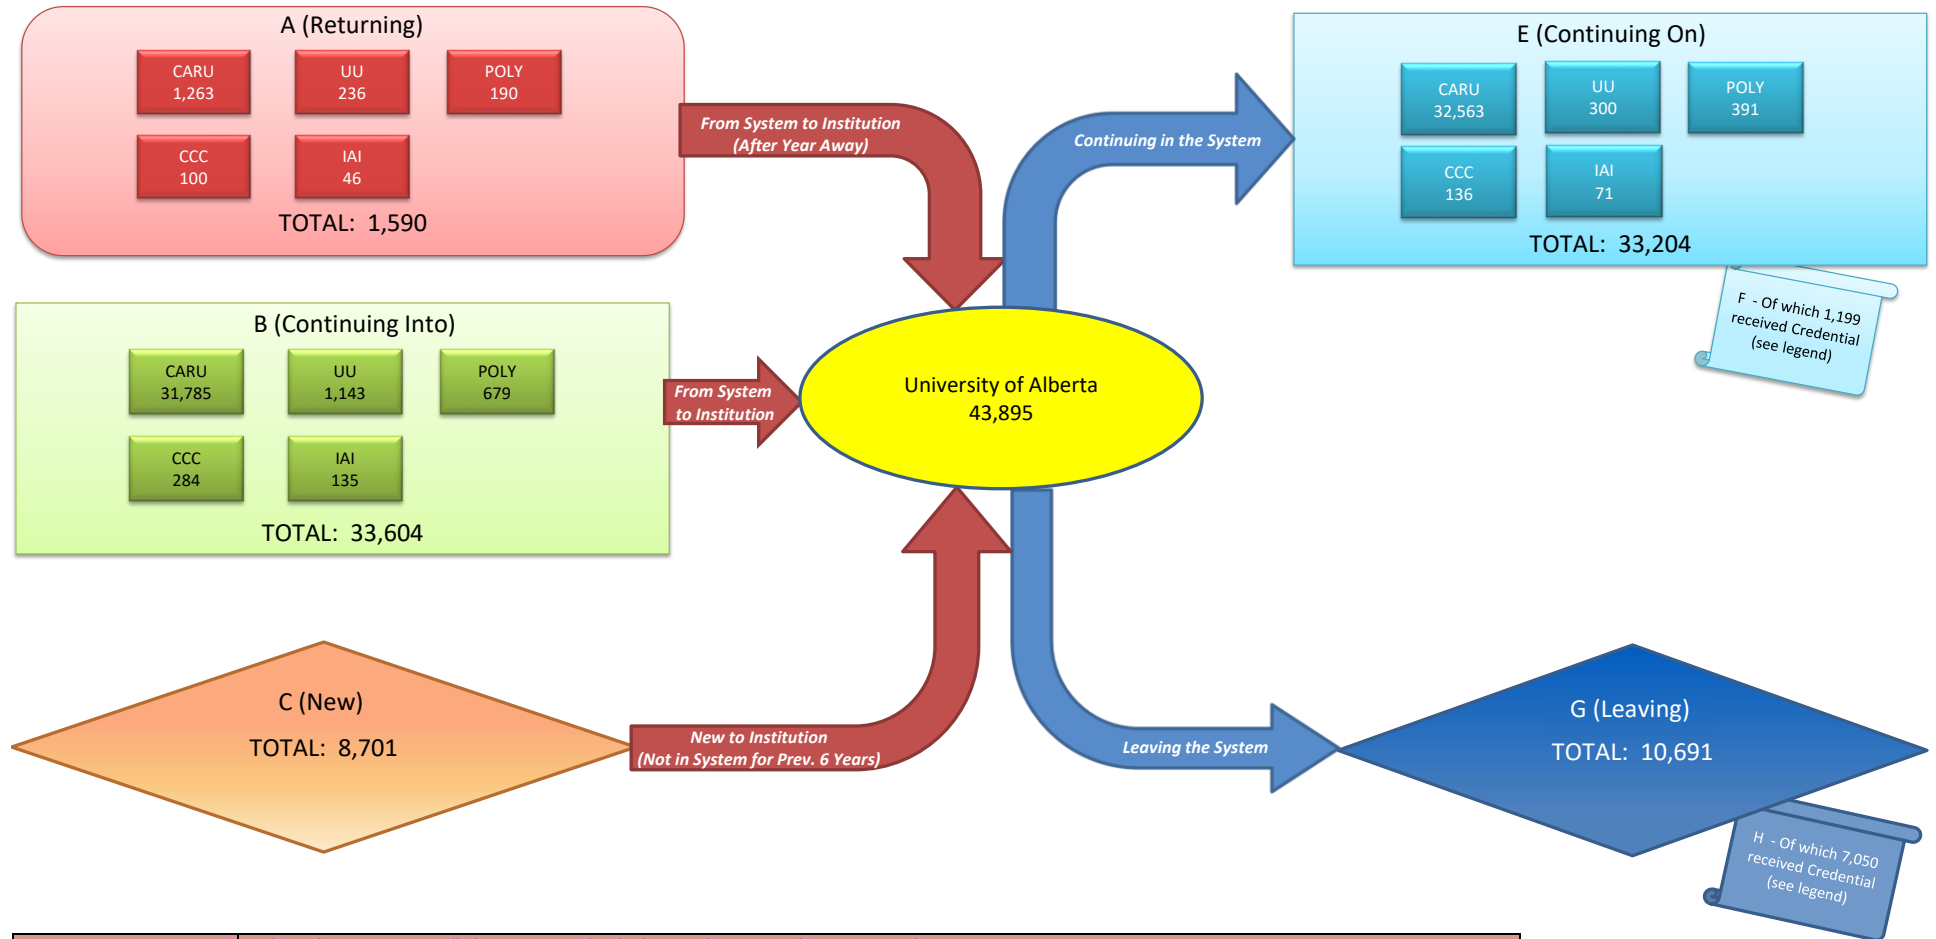 A (Returning)
CARU
1,263
UU
236
POLY
190
CCC
100
IAI
46
TOTAL: 1,590
From System to Institution
(After Year Away)
B (Continuing Into)
CARU
31,785
UU
1,143
POLY
679
CCC
284
IAI
135
TOTAL: 33,604
From System
to Institution
C (New)
TOTAL: 8,701
New to Institution
(Not in System for Prev. 6 Years)
University of Alberta
43,895
Continuing in the System
E (Continuing On)
CARU
32,563
UU
300
POLY
391
CCC
136
IAI
71
TOTAL: 33,204
F - Of which 1,199
received Credential
(see legend)
Leaving the System
G (Leaving)
TOTAL: 10,691
H - Of which 7,050
received Credential
(see legend)